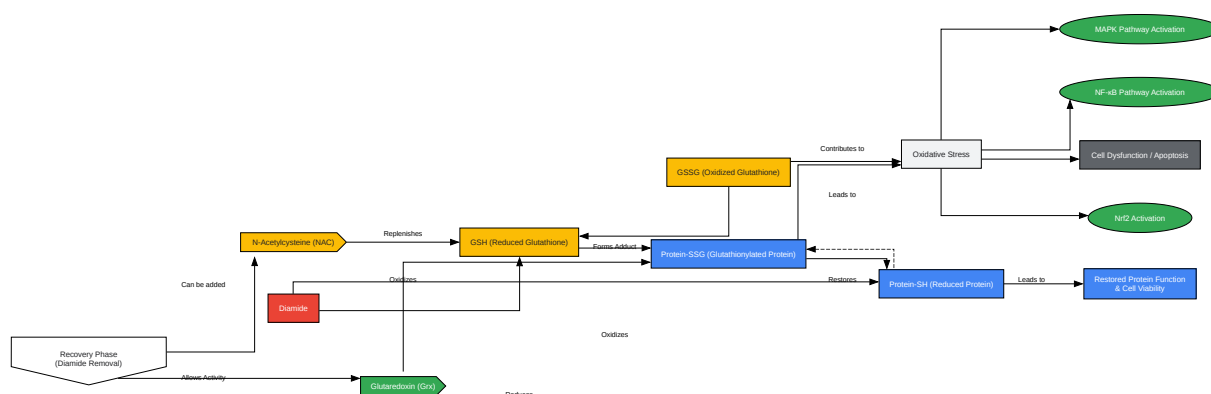 MAPK Pathway Activation
NF-κB Pathway Activation
Contributes to
Oxidative Stress
Cell Dysfunction / Apoptosis
GSSG (Oxidized Glutathione)
Leads to
Nrf2 Activation
Replenishes
N-Acetylcysteine (NAC)
GSH (Reduced Glutathione)
Forms Adduct
Protein-SSG (Glutathionylated Protein)
Can be added
Oxidizes
Restores
Protein-SH (Reduced Protein)
Leads to
Restored Protein Function
& Cell Viability
Diamide
Oxidizes
Recovery Phase
(Diamide Removal)
Allows Activity
Glutaredoxin (Grx)